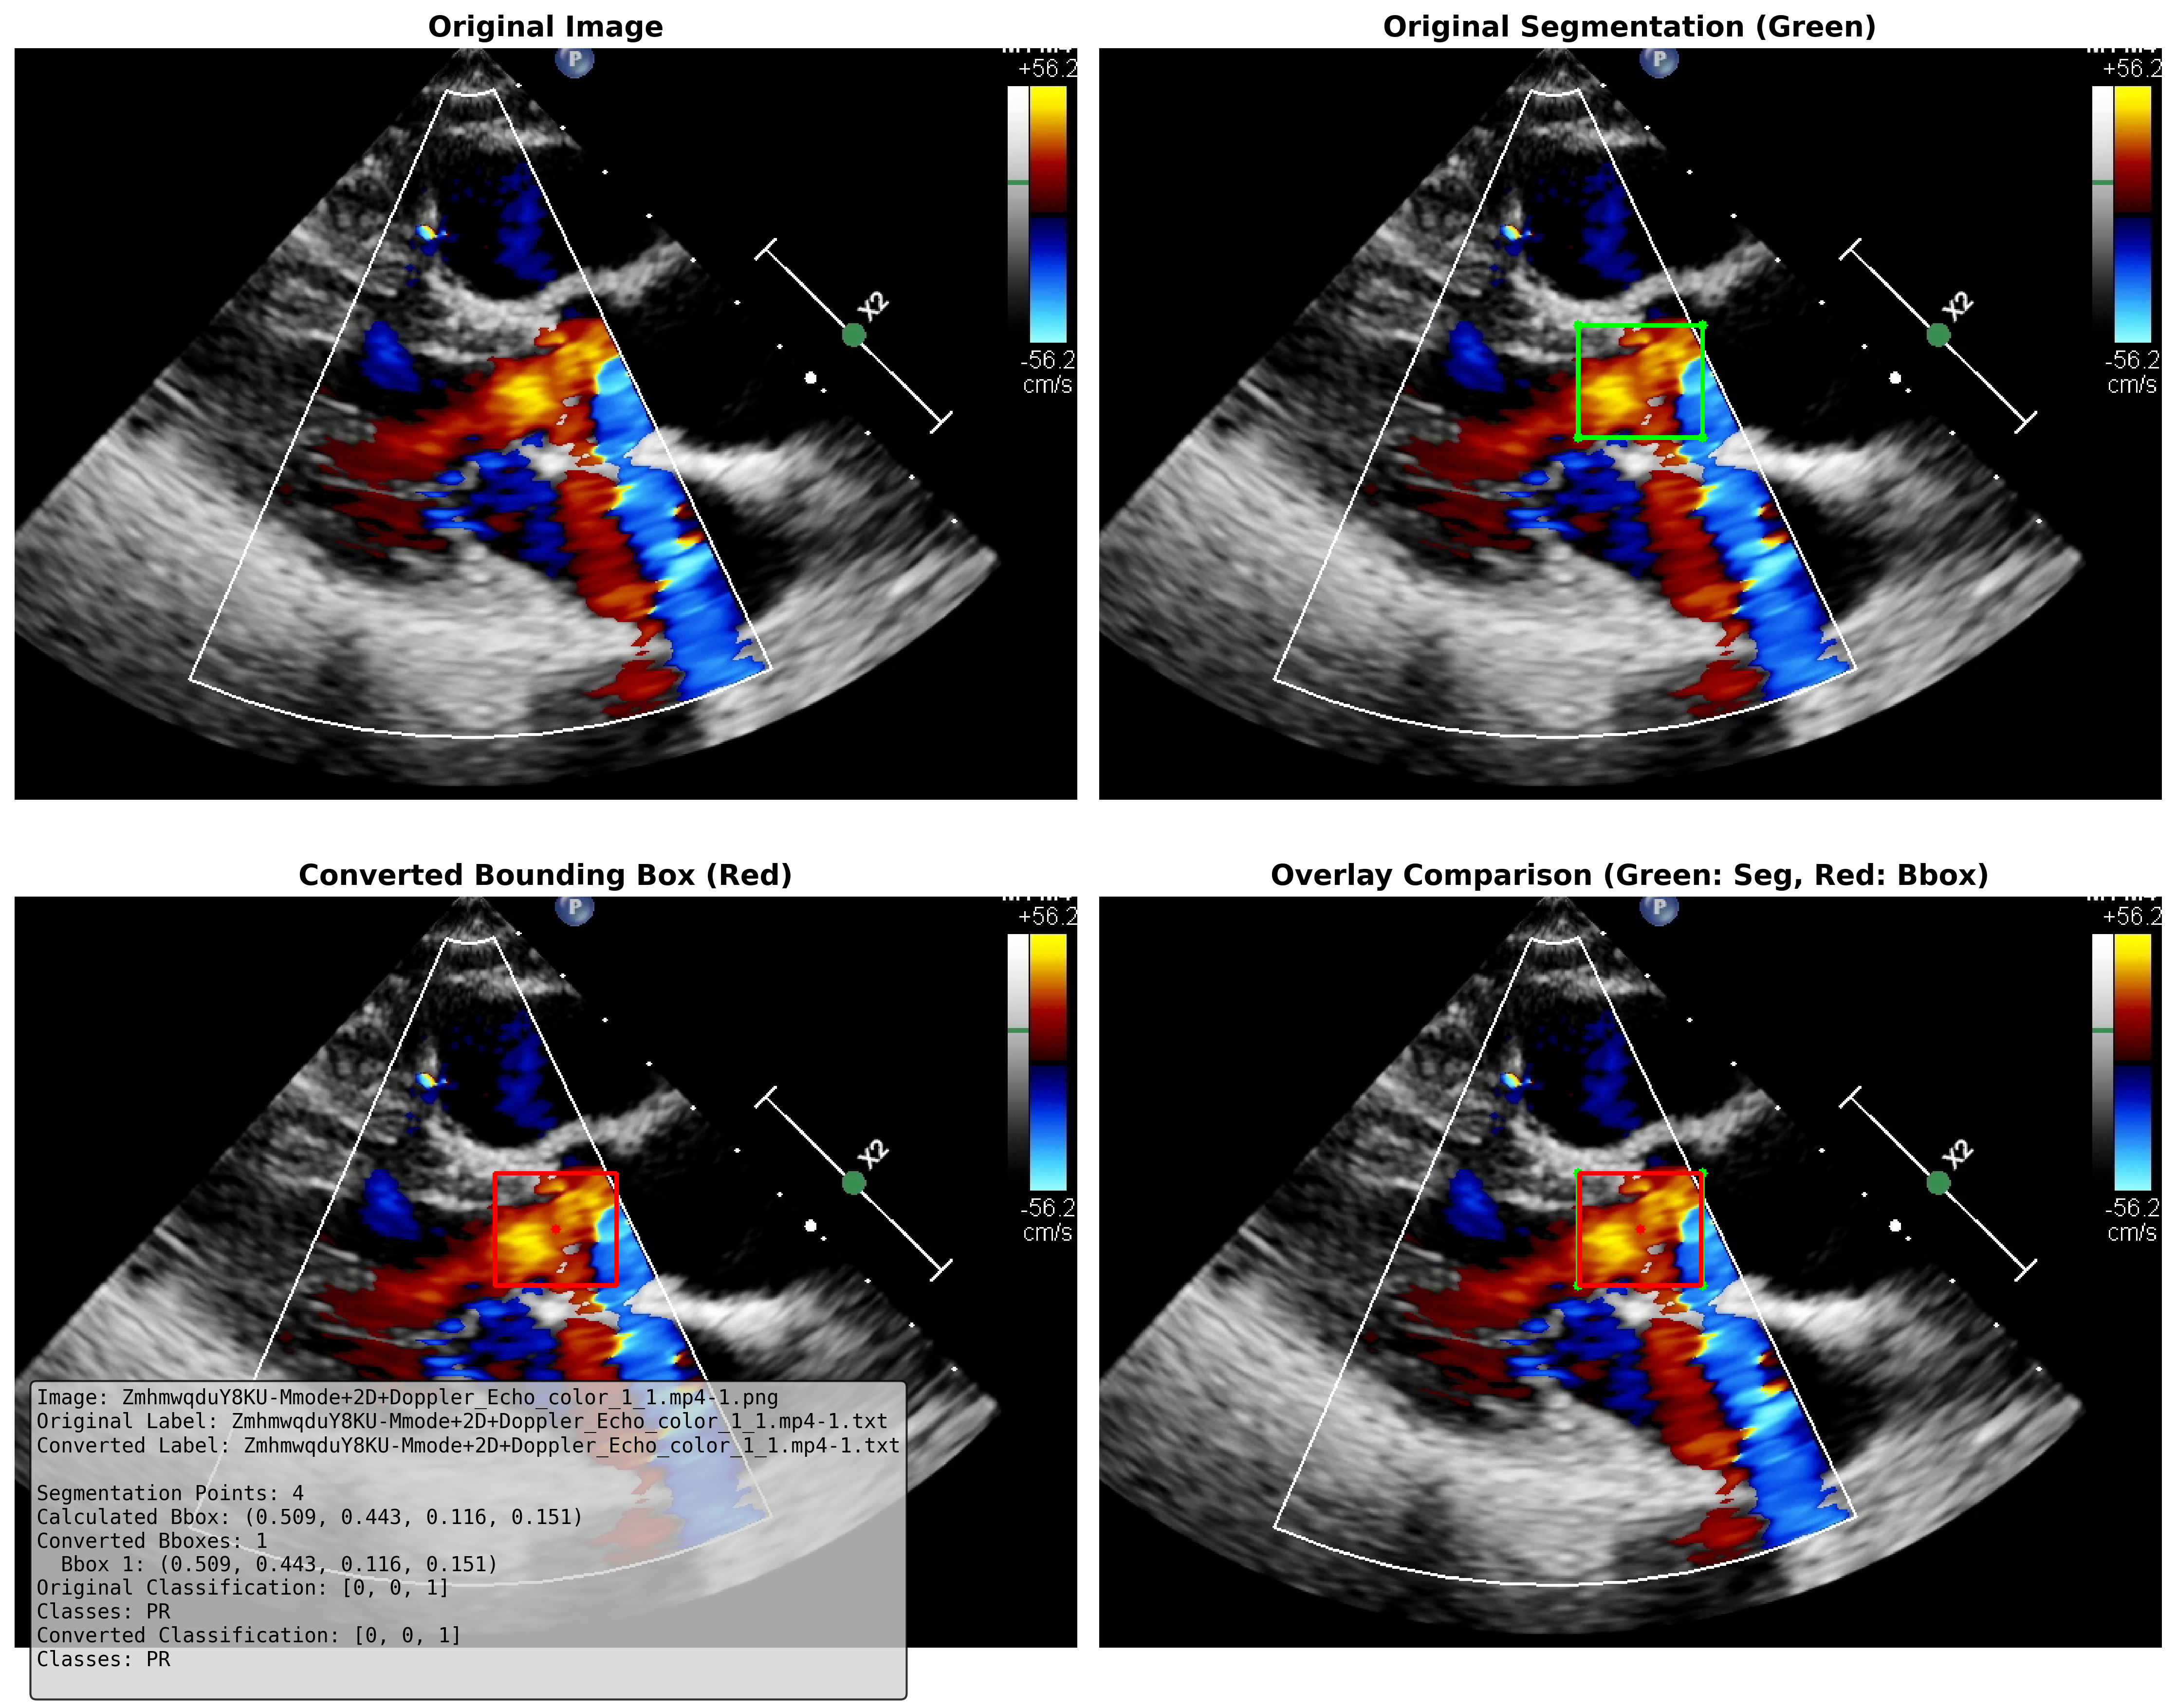 Original Image
P
+56.2
-56.2
cm/s
X2
Original Segmentation (Green)
P
+56.2
-56.2
cm/s
X2
Converted Bounding Box (Red)
P
+56.2
-56.2
cm/s
X2
Image: ZmhmwqduY8KU-Mmode+2D+Doppler_Echo_color_1_1.mp4-1.png
Original Label: ZmhmwqduY8KU-Mmode+2D+Doppler_Echo_color_1_1.mp4-1.txt
Converted Label: ZmhmwqduY8KU-Mmode+2D+Doppler_Echo_color_1_1.mp4-1.txt
Segmentation Points: 4
Calculated Bbox: (0.509, 0.443, 0.116, 0.151)
Converted Bboxes: 1
Bbox 1: (0.509, 0.443, 0.116, 0.151)
Original Classification: [0, 0, 1]
Classes: PR
Converted Classification: [0, 0, 1]
Classes: PR
Overlay Comparison (Green: Seg, Red: Bbox)
P
+56.2
-56.2
cm/s
X2